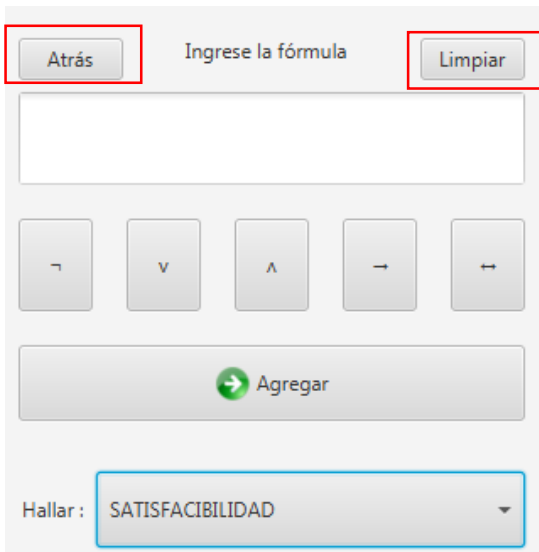 Atrás Ingrese la fórmula Limpiar
¬ v ʌ → ↔
Agregar
Hallar : SATISFACIBILIDAD